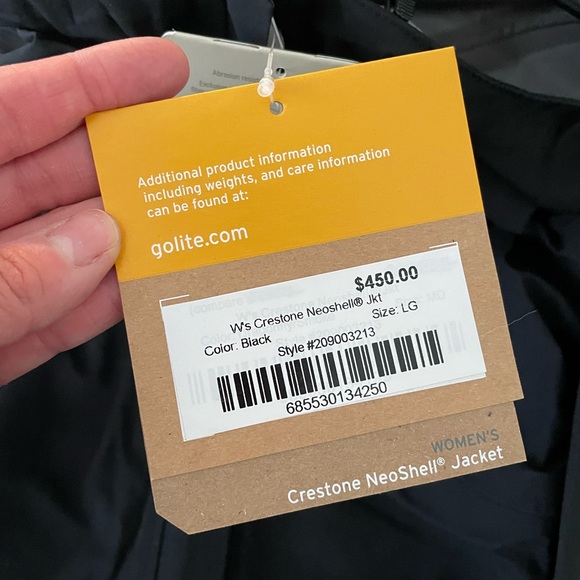 Abrasion
Additional product information
including weights, and care information
can be found at:
golite.com
$450.00
W's Crestone Neoshell® Jkt
Color: Black Size: LG
Style #209003213
685530134250
WOMEN'S
Crestone NeoShell® Jacket